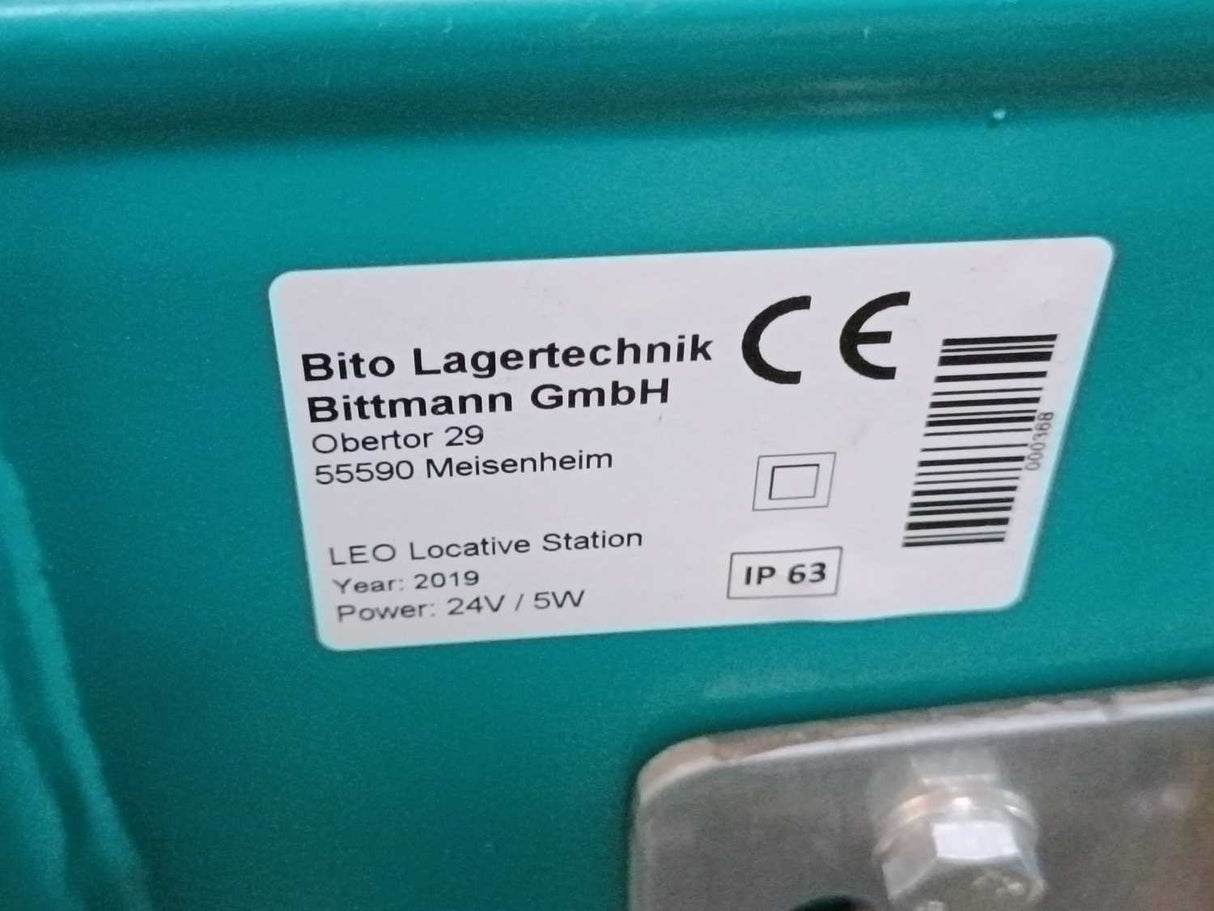 Bito Lagertechnik
Bittmann GmbH
Obertor 29
55590 Meisenheim
LEO Locative Station
Year: 2019
Power: 24V / 5W
CE
IP 63
000368